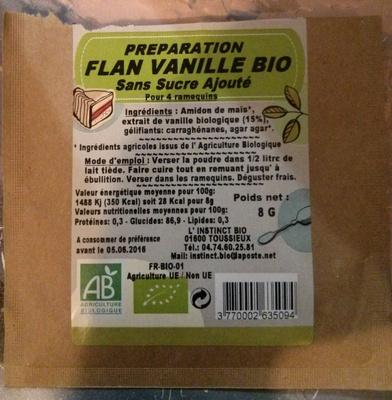 PREPARATION
FLAN VANILLE BIO
Sans Sucre Ajouté
Pour 4 ramequins
Ingrédients : Amidon de maïs*,
extrait de vanille biologique (15%),
gélifiants: carraghénanes, agar agar*.
* Ingrédients agricoles issus de l' Agriculture Biologique
Mode d'emploi : Verser la poudre dans 1/2 litre de
lait tiède. Faire cuire tout en remuant jusqu' à
ébullition. Verser dans les ramequins. Déguster frais.
Valeur énergétique moyenne pour 100g:
1488 Kj (350 Kcal) soit 28 Kcal pour 8g
Valeurs nutritionnelles moyennes pour 100g:
Protéines: 0,3 - Glucides: 86,9 - Lipides: 0,3
Poids net :
8 G
A consommer de préférence
avant le 05.06.2016
L' INSTINCT BIO
01600 TOUSSIEUX
Tél: 04.74.60.25.81
Mail: instinct.bio@laposte.net
FR-BIO-01
Agriculture UE / Non UE
AB
AGRICULTURE
BIOLOGIQUE
3 770002 635094